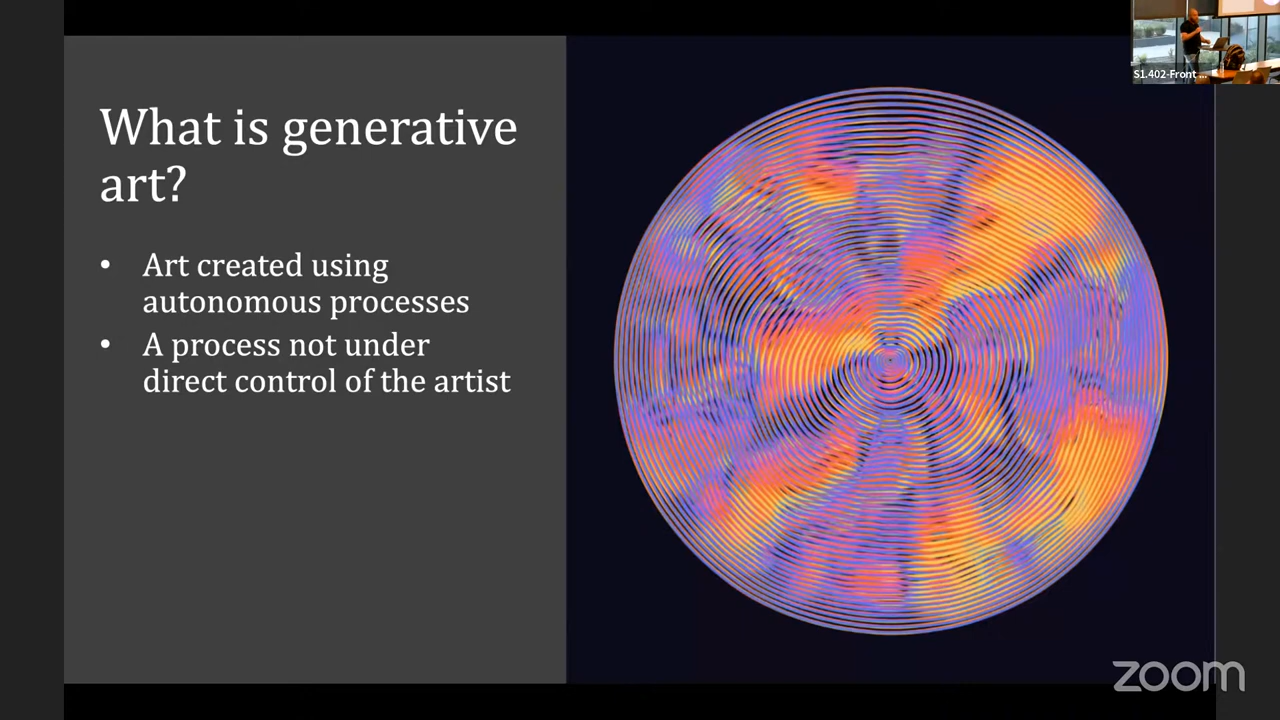 What is generative
art?
• Art created using
autonomous processes
• A process not under
direct control of the artist
S1.402-Front ...
zoom